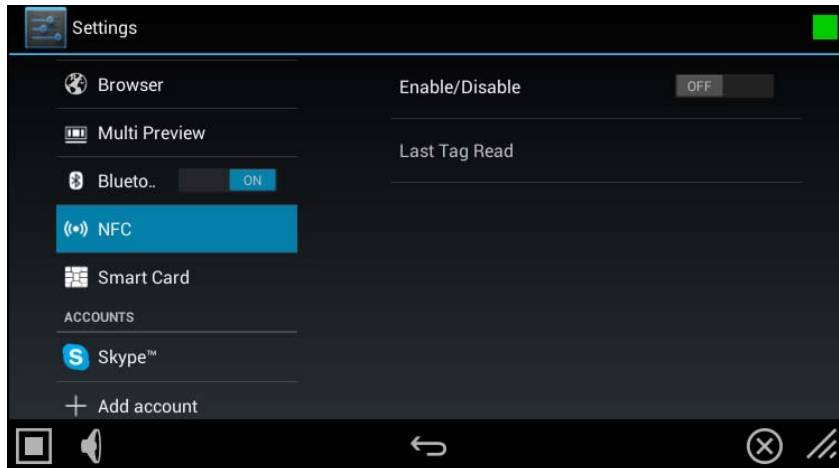 Settings
Browser
Multi Preview
Blueto..
ON
NFC
Smart Card
ACCOUNTS
Skype™
Add account
Enable/Disable
OFF
Last Tag Read